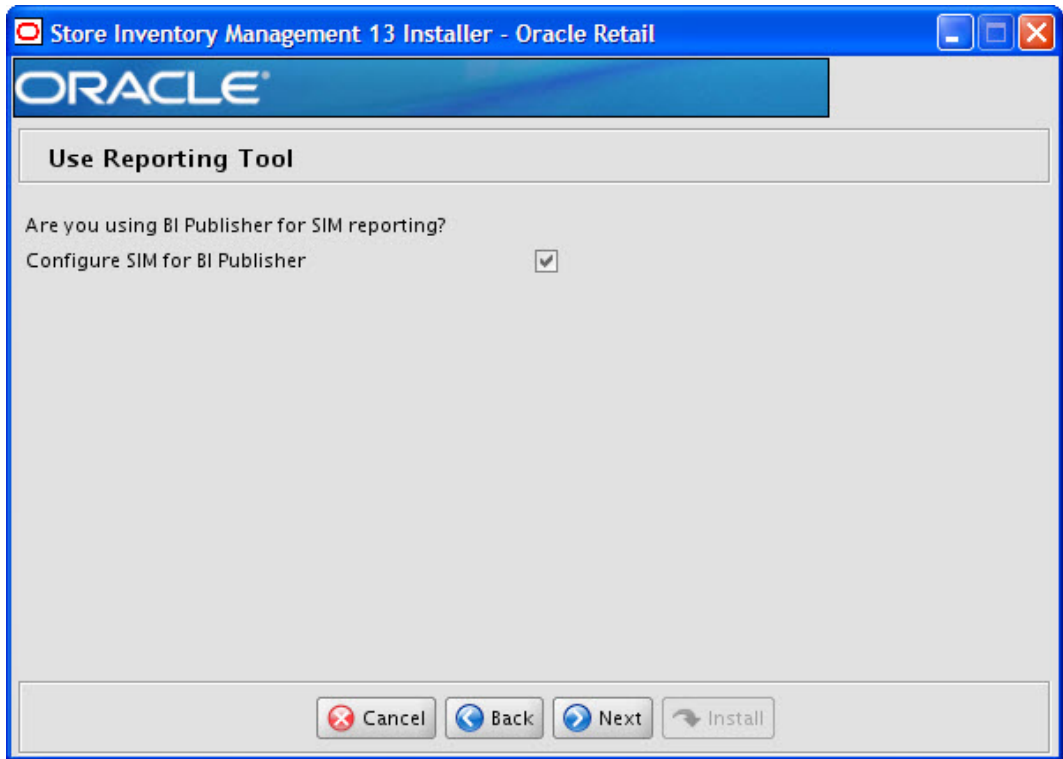 Store Inventory Management 13 Installer - Oracle Retail
ORACLE®
Use Reporting Tool
Are you using BI Publisher for SIM reporting?
Configure SIM for BI Publisher
Cancel Back Next Install